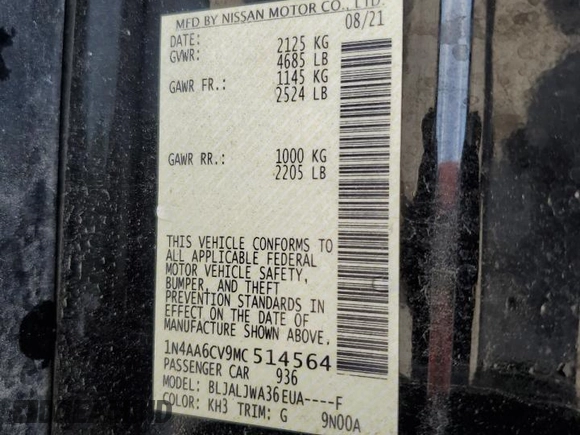 MFD BY NISSAN MOTOR CO., LTD.
DATE: 08/21
GVWR: 2125 KG
4685 LB
GAWR FR.: 1145 KG
2524 LB
GAWR RR.: 1000 KG
2205 LB
THIS VEHICLE CONFORMS TO
ALL APPLICABLE FEDERAL
MOTOR VEHICLE SAFETY,
BUMPER, AND THEFT
PREVENTION STANDARDS IN
EFFECT ON THE DATE OF
MANUFACTURE SHOWN ABOVE.
1N4AA6CV9MC514564
PASSENGER CAR 936
MODEL: BLJALJWA36EUA----F
COLOR: KH3 TRIM: G 9N00A